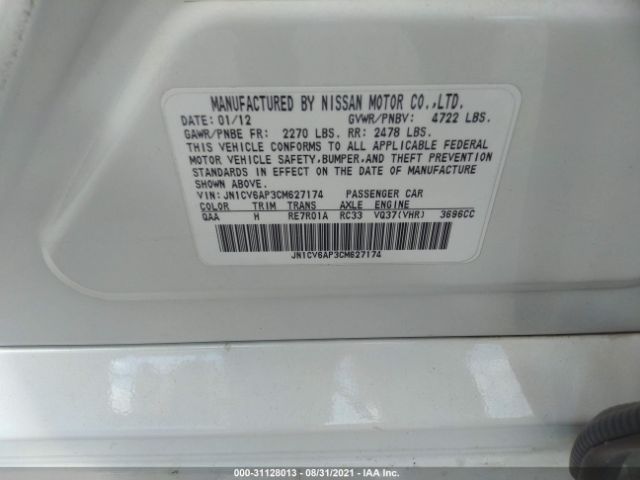 MANUFACTURED BY NISSAN MOTOR CO.,LTD.
DATE: 01/12 GVWR/PNBV: 4722 LBS.
GAWR/PNBE FR: 2270 LBS. RR: 2478 LBS.
THIS VEHICLE CONFORMS TO ALL APPLICABLE FEDERAL
MOTOR VEHICLE SAFETY,BUMPER,AND THEFT PREVENTION
STANDARDS IN EFFECT ON THE DATE OF MANUFACTURE
SHOWN ABOVE.
VIN: JN1CV6AP3CM627174 PASSENGER CAR
COLOR TRIM TRANS AXLE ENGINE
QAA H RE7R01A RC33 VQ37(VHR) 3696CC
JN1CV6AP3CM627174
000-31128013 - 08/31/2021 - IAA Inc.